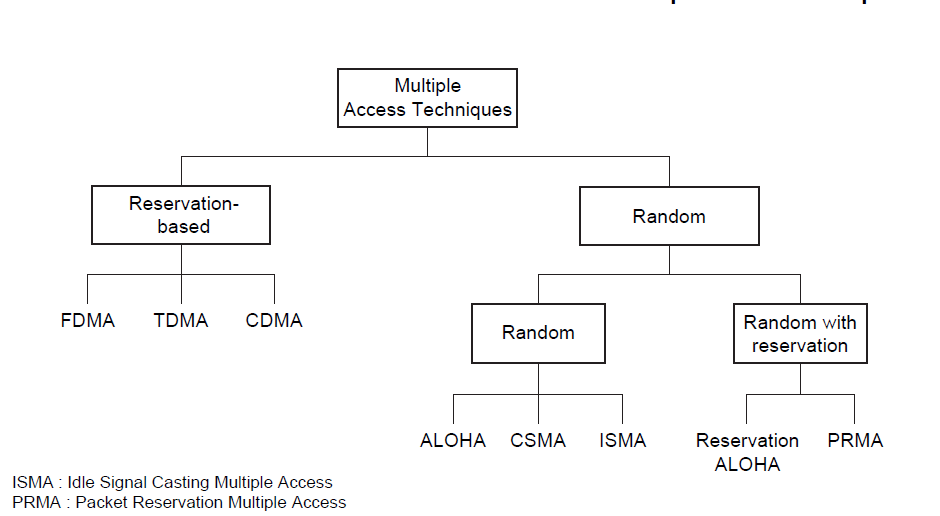 Multiple
Access Techniques
Reservation-
based
Random
FDMA
TDMA
CDMA
Random
Random with
reservation
ALOHA
CSMA
ISMA
Reservation
ALOHA
PRMA
ISMA : Idle Signal Casting Multiple Access
PRMA : Packet Reservation Multiple Access